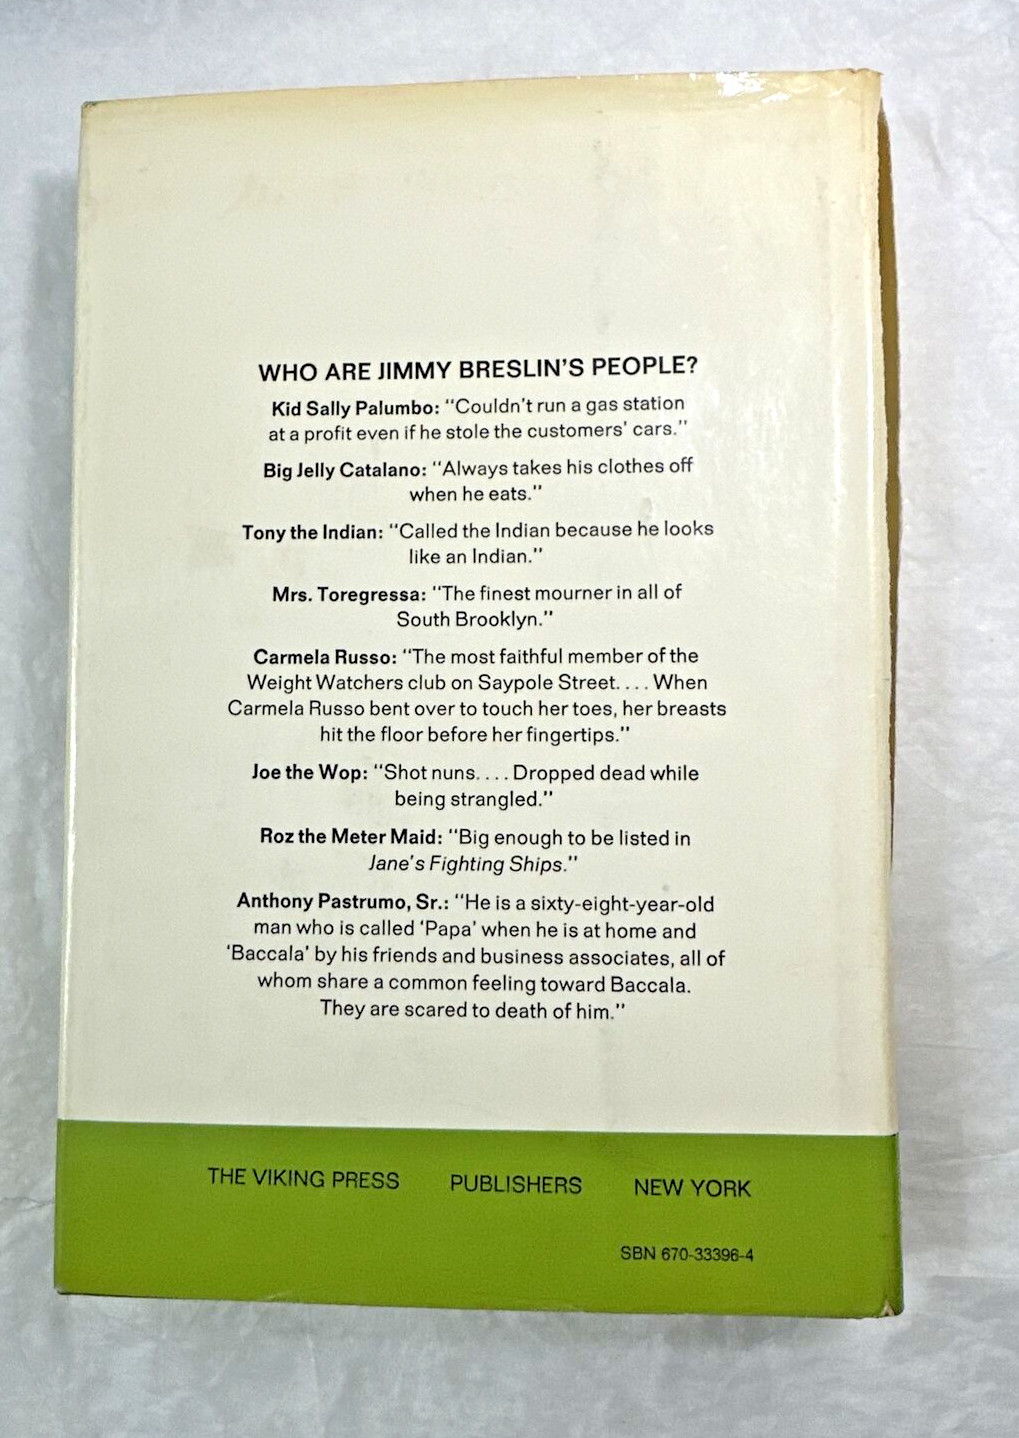 WHO ARE JIMMY BRESLIN'S PEOPLE?
Kid Sally Palumbo: "Couldn't run a gas station
at a profit even if he stole the customers' cars."
Big Jelly Catalano: "Always takes his clothes off
when he eats."
Tony the Indian: "Called the Indian because he looks
like an Indian."
Mrs. Toregressa: "The finest mourner in all of
South Brooklyn."
Carmela Russo: "The most faithful member of the
Weight Watchers club on Saypole Street.... When
Carmela Russo bent over to touch her toes, her breasts
hit the floor before her fingertips."
Joe the Wop: "Shot nuns.... Dropped dead while
being strangled."
Roz the Meter Maid: "Big enough to be listed in
Jane's Fighting Ships."
Anthony Pastrumo, Sr.: "He is a sixty-eight-year-old
man who is called 'Papa' when he is at home and
'Baccala' by his friends and business associates, all of
whom share a common feeling toward Baccala.
They are scared to death of him."
THE VIKING PRESS PUBLISHERS NEW YORK
SBN 670-33396-4